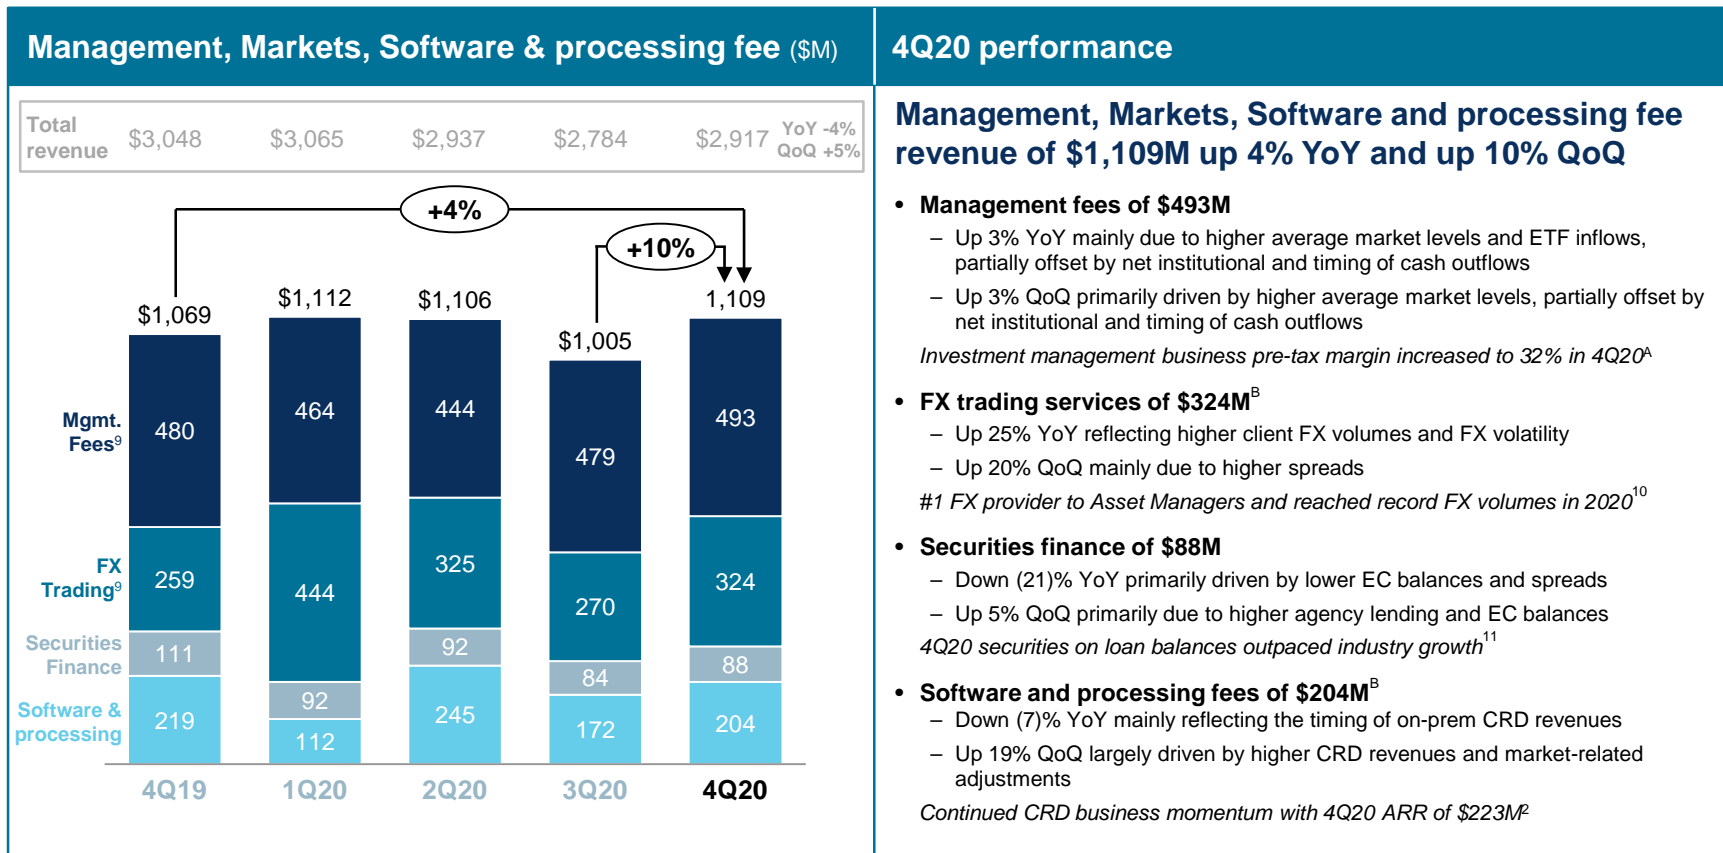 Management, Markets, Software & processing fee ($M)
Total revenue $3,048 $3,065 $2,937 $2,784 $2,917 YoY -4% QoQ +5%
+4%
+10%
$1,069 $1,112 $1,106 $1,005 1,109
Mgmt. Fees9 480 464 444 479 493
FX Trading9 259 444 325 270 324
Securities Finance 111 92 92 84 88
Software & processing 219 112 245 172 204
4Q19 1Q20 2Q20 3Q20 4Q20
4Q20 performance
Management, Markets, Software and processing fee
revenue of $1,109M up 4% YoY and up 10% QoQ
• Management fees of $493M
– Up 3% YoY mainly due to higher average market levels and ETF inflows,
partially offset by net institutional and timing of cash outflows
– Up 3% QoQ primarily driven by higher average market levels, partially offset by
net institutional and timing of cash outflows
Investment management business pre-tax margin increased to 32% in 4Q20A
• FX trading services of $324MB
– Up 25% YoY reflecting higher client FX volumes and FX volatility
– Up 20% QoQ mainly due to higher spreads
#1 FX provider to Asset Managers and reached record FX volumes in 202010
• Securities finance of $88M
– Down (21)% YoY primarily driven by lower EC balances and spreads
– Up 5% QoQ primarily due to higher agency lending and EC balances
4Q20 securities on loan balances outpaced industry growth11
• Software and processing fees of $204MB
– Down (7)% YoY mainly reflecting the timing of on-prem CRD revenues
– Up 19% QoQ largely driven by higher CRD revenues and market-related
adjustments
Continued CRD business momentum with 4Q20 ARR of $223M2